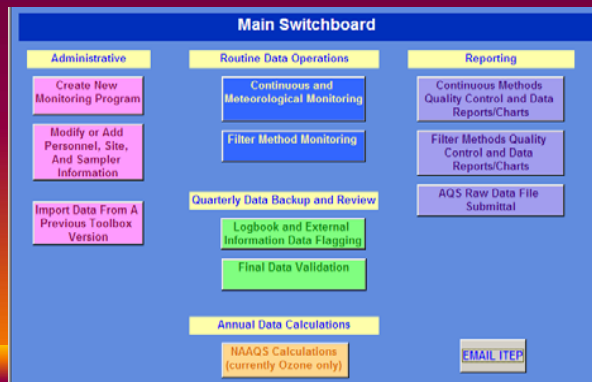 Main Switchboard
Administrative
Create New
Monitoring Program
Modify or Add
Personnel, Site,
And Sampler
Information
Import Data From A
Previous Toolbox
Version
Routine Data Operations
Continuous and
Meteorological Monitoring
Filter Method Monitoring
Quarterly Data Backup and Review
Logbook and External
Information Data Flagging
Final Data Validation
Annual Data Calculations
NAAQS Calculations
(currently Ozone only)
Reporting
Continuous Methods
Quality Control and Data
Reports/Charts
Filter Methods Quality
Control and Data
Reports/Charts
AQS Raw Data File
Submittal
EMAIL ITEP